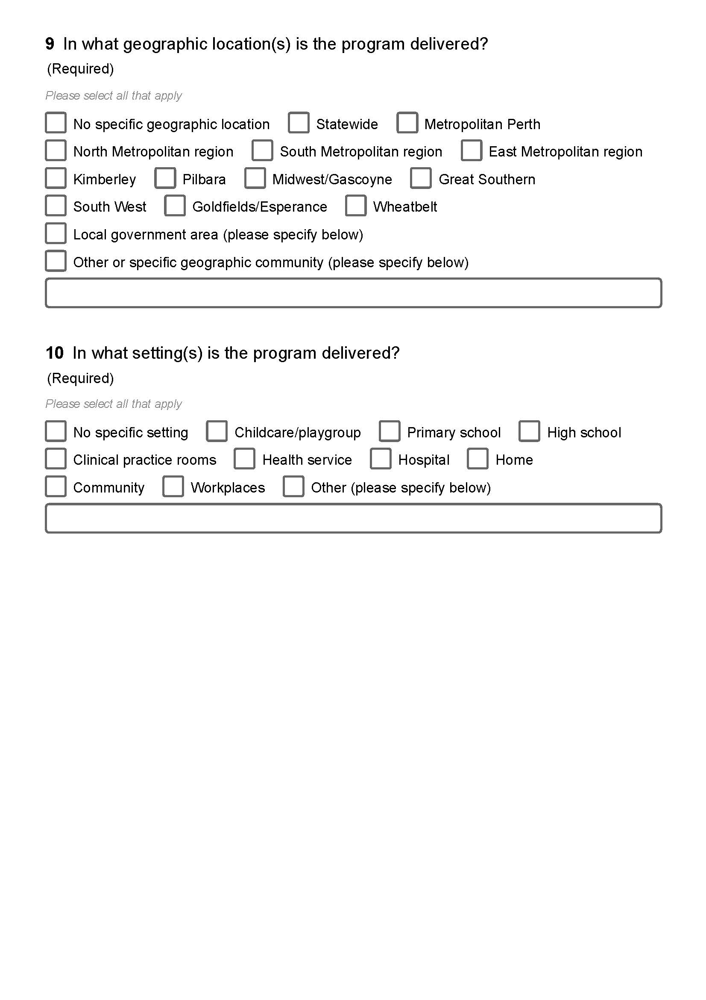 9 In what geographic location(s) is the program delivered?
(Required)
Please select all that apply
No specific geographic location Statewide Metropolitan Perth
North Metropolitan region South Metropolitan region East Metropolitan region
Kimberley Pilbara Midwest/Gascoyne Great Southern
South West Goldfields/Esperance Wheatbelt
Local government area (please specify below)
Other or specific geographic community (please specify below)
10 In what setting(s) is the program delivered?
(Required)
Please select all that apply
No specific setting Childcare/playgroup Primary school High school
Clinical practice rooms Health service Hospital Home
Community Workplaces Other (please specify below)